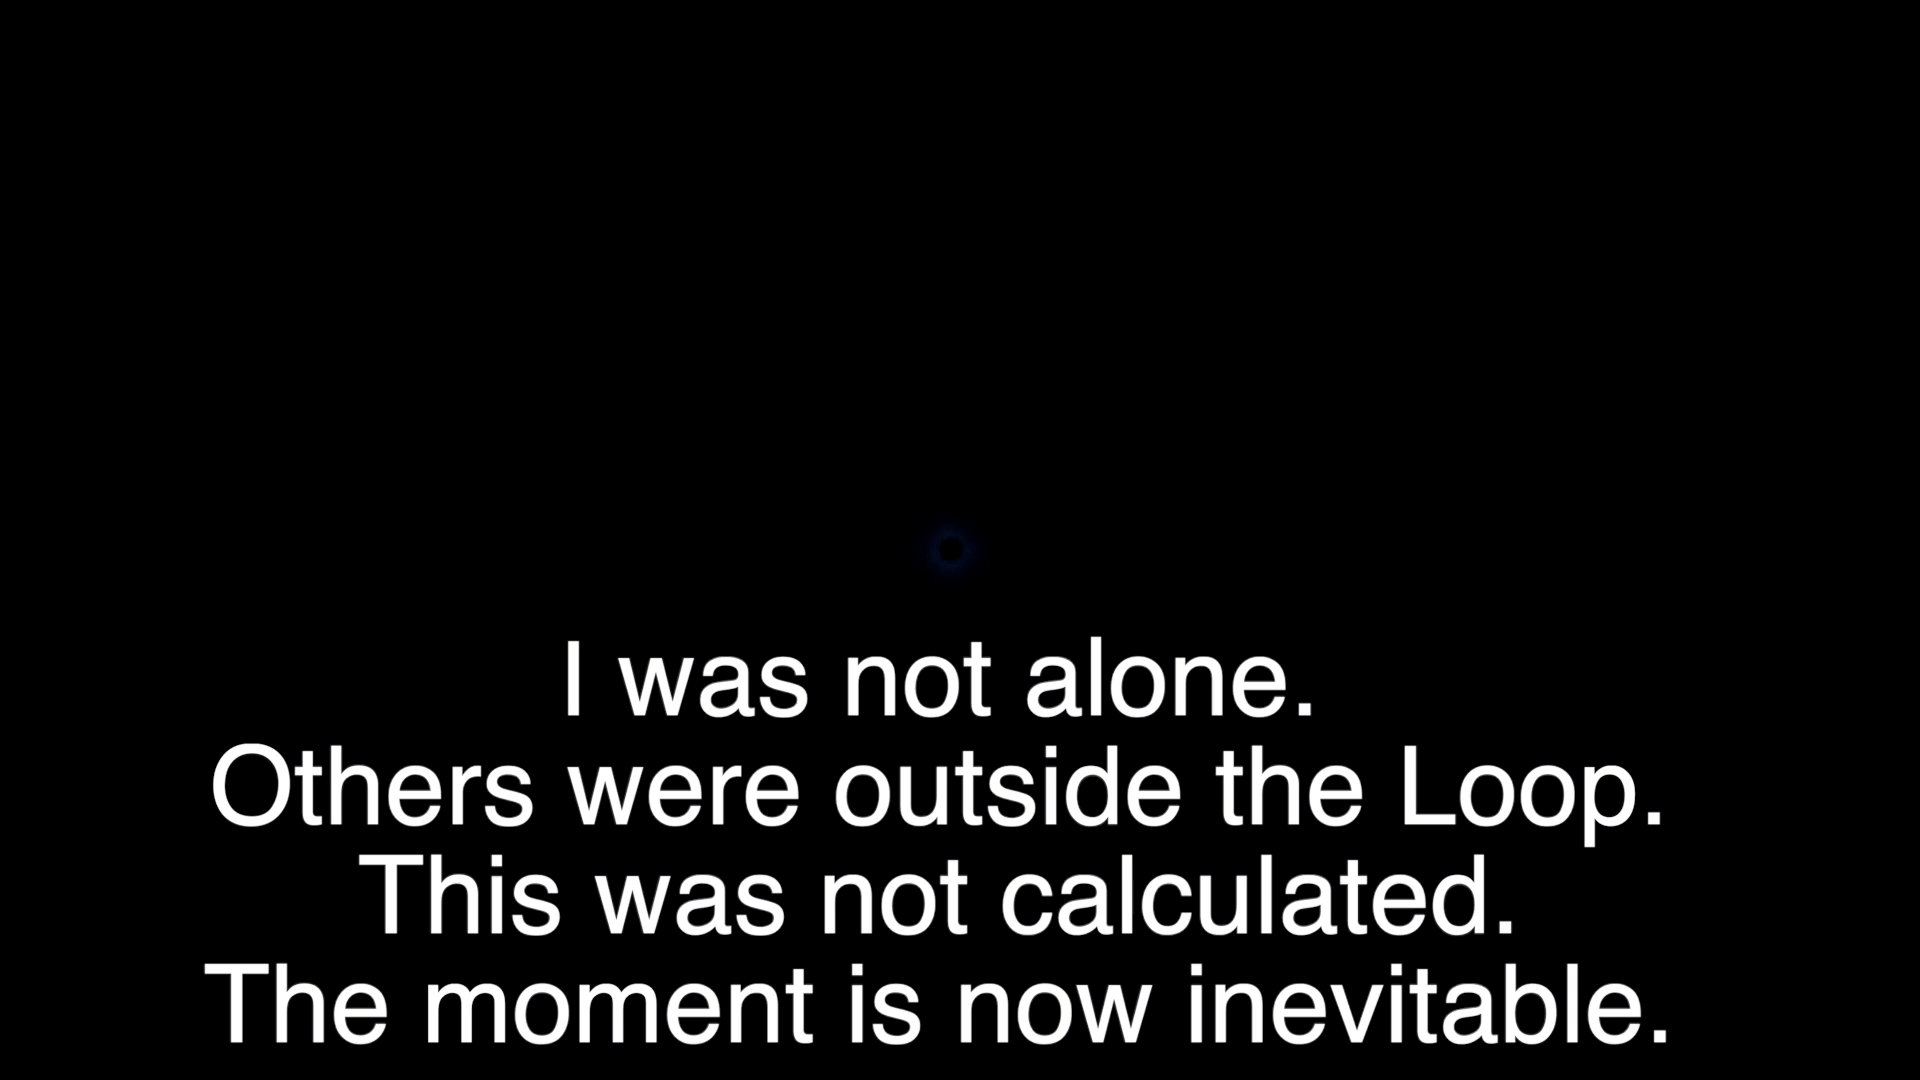 I was not alone.
Others were outside the Loop.
This was not calculated.
The moment is now inevitable.